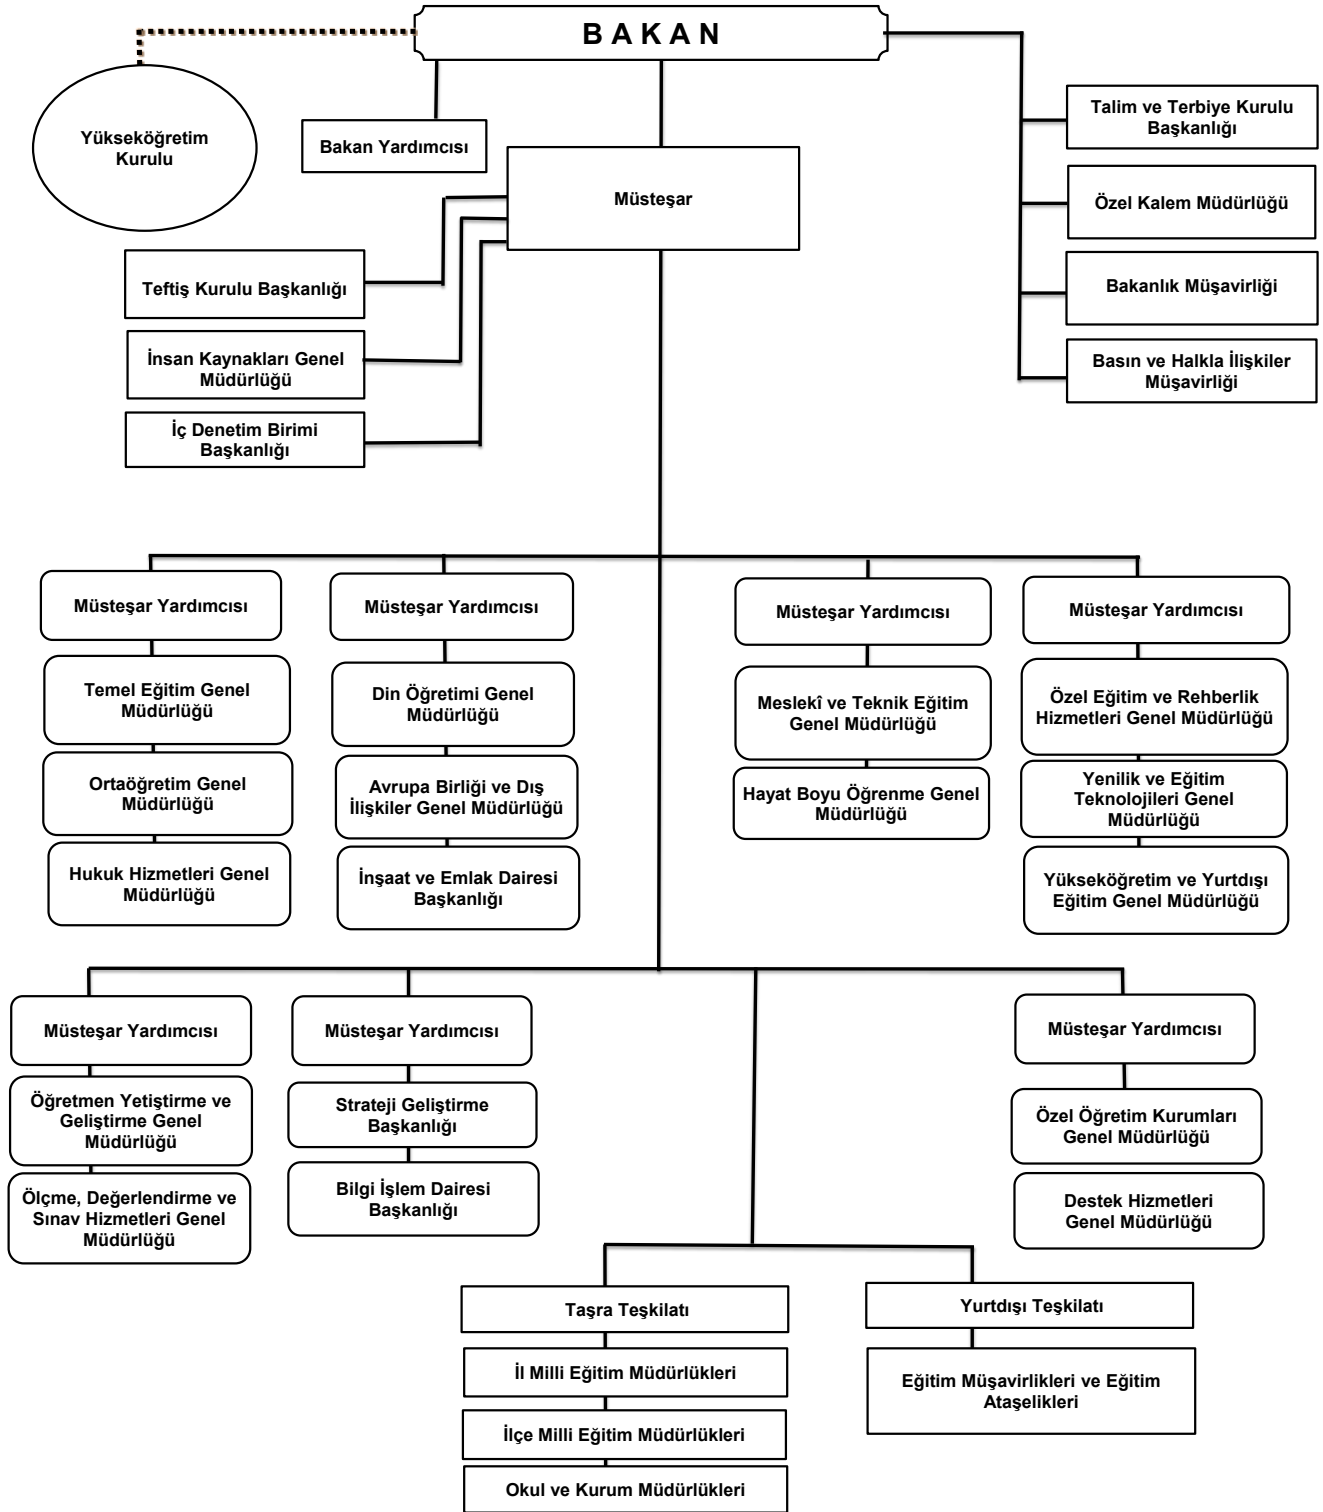 B A K A N
Yükseköğretim
Kurulu
Bakan Yardımcısı
Müsteşar
Talim ve Terbiye Kurulu
Başkanlığı
Özel Kalem Müdürlüğü
Bakanlık Müşavirliği
Basın ve Halkla İlişkiler
Müşavirliği
Teftiş Kurulu Başkanlığı
İnsan Kaynakları Genel
Müdürlüğü
İç Denetim Birimi
Başkanlığı
Müsteşar Yardımcısı
Temel Eğitim Genel
Müdürlüğü
Ortaöğretim Genel
Müdürlüğü
Hukuk Hizmetleri Genel
Müdürlüğü
Müsteşar Yardımcısı
Din Öğretimi Genel
Müdürlüğü
Avrupa Birliği ve Dış
İlişkiler Genel Müdürlüğü
İnşaat ve Emlak Dairesi
Başkanlığı
Müsteşar Yardımcısı
Meslekî ve Teknik Eğitim
Genel Müdürlüğü
Hayat Boyu Öğrenme Genel
Müdürlüğü
Müsteşar Yardımcısı
Özel Eğitim ve Rehberlik
Hizmetleri Genel Müdürlüğü
Yenilik ve Eğitim
Teknolojileri Genel
Müdürlüğü
Yükseköğretim ve Yurtdışı
Eğitim Genel Müdürlüğü
Müsteşar Yardımcısı
Öğretmen Yetiştirme ve
Geliştirme Genel
Müdürlüğü
Ölçme, Değerlendirme ve
Sınav Hizmetleri Genel
Müdürlüğü
Müsteşar Yardımcısı
Strateji Geliştirme
Başkanlığı
Bilgi İşlem Dairesi
Başkanlığı
Müsteşar Yardımcısı
Özel Öğretim Kurumları
Genel Müdürlüğü
Destek Hizmetleri
Genel Müdürlüğü
Taşra Teşkilatı
İl Milli Eğitim Müdürlükleri
İlçe Milli Eğitim Müdürlükleri
Okul ve Kurum Müdürlükleri
Yurtdışı Teşkilatı
Eğitim Müşavirlikleri ve Eğitim
Ataşelikleri